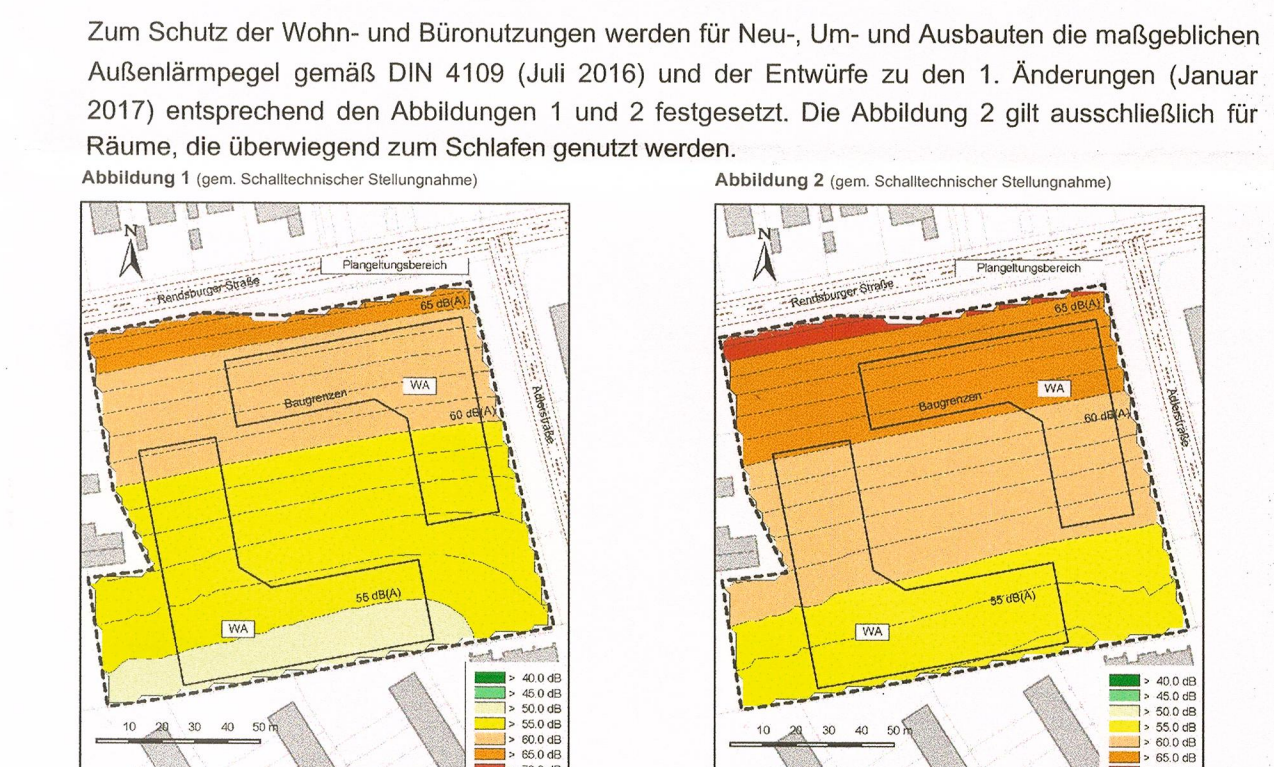 Zum Schutz der Wohn- und Büronutzungen werden für Neu-, Um- und Ausbauten die maßgeblichen
Außenlärmpegel gemäß DIN 4109 (Juli 2016) und der Entwürfe zu den 1. Änderungen (Januar
2017) entsprechend den Abbildungen 1 und 2 festgesetzt. Die Abbildung 2 gilt ausschließlich für
Räume, die überwiegend zum Schlafen genutzt werden.
Abbildung 1 (gem. Schalltechnischer Stellungnahme)
N
Plangeltungsbereich
Rendsburger Straße
65 dB(A)
WA
Baugrenzen
60 dB(A)
Adlerstraße
55 dB(A)
WA
> 40.0 dB
> 45.0 dB
> 50.0 dB
> 55.0 dB
> 60.0 dB
> 65.0 dB
10 20 30 40 50 m
Abbildung 2 (gem. Schalltechnischer Stellungnahme)
N
Plangeltungsbereich
Rendsburger Straße
65 dB(A)
WA
Baugrenzen
60 dB(A)
Adlerstraße
55 dB(A)
WA
> 40.0 dB
> 45.0 dB
> 50.0 dB
> 55.0 dB
> 60.0 dB
> 65.0 dB
10 20 30 40 50 m